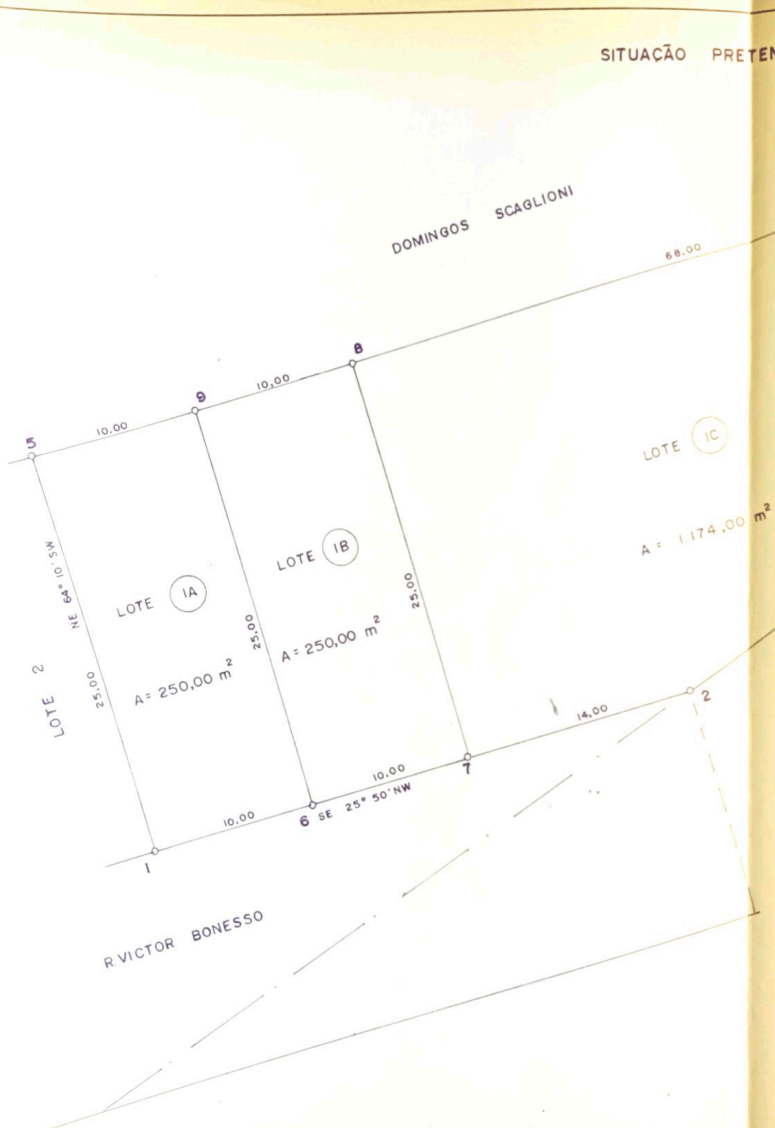 SITUAÇÃO PRETEN
DOMINGOS SCAGLIONI
68.00
8
10,00
9
10.00
5
LOTE 1C
A = 1.174,00 m²
LOTE 1B
A = 250,00 m²
25.00
LOTE 1A
A = 250,00 m²
25.00
NE 64° 10' SW
25.00
LOTE 2
2
14.00
7
10.00
6 SE 25° 50' NW
10.00
1
R.VICTOR BONESSO